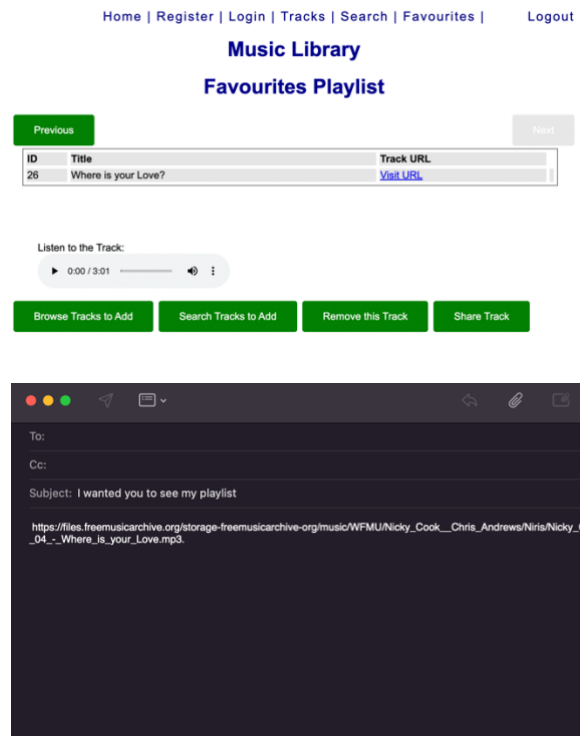 Home | Register | Login | Tracks | Search | Favourites | Logout
Music Library
Favourites Playlist
Previous Next
ID Title Track URL
26 Where is your Love? Visit URL
Listen to the Track:
0:00 / 3:01
Browse Tracks to Add Search Tracks to Add Remove this Track Share Track
To:
Cc:
Subject: I wanted you to see my playlist
https://files.freemusicarchive.org/storage-freemusicarchive-org/music/WFMU/Nicky_Cook__Chris_Andrews/Niris/Nicky_
_04_-_Where_is_your_Love.mp3.